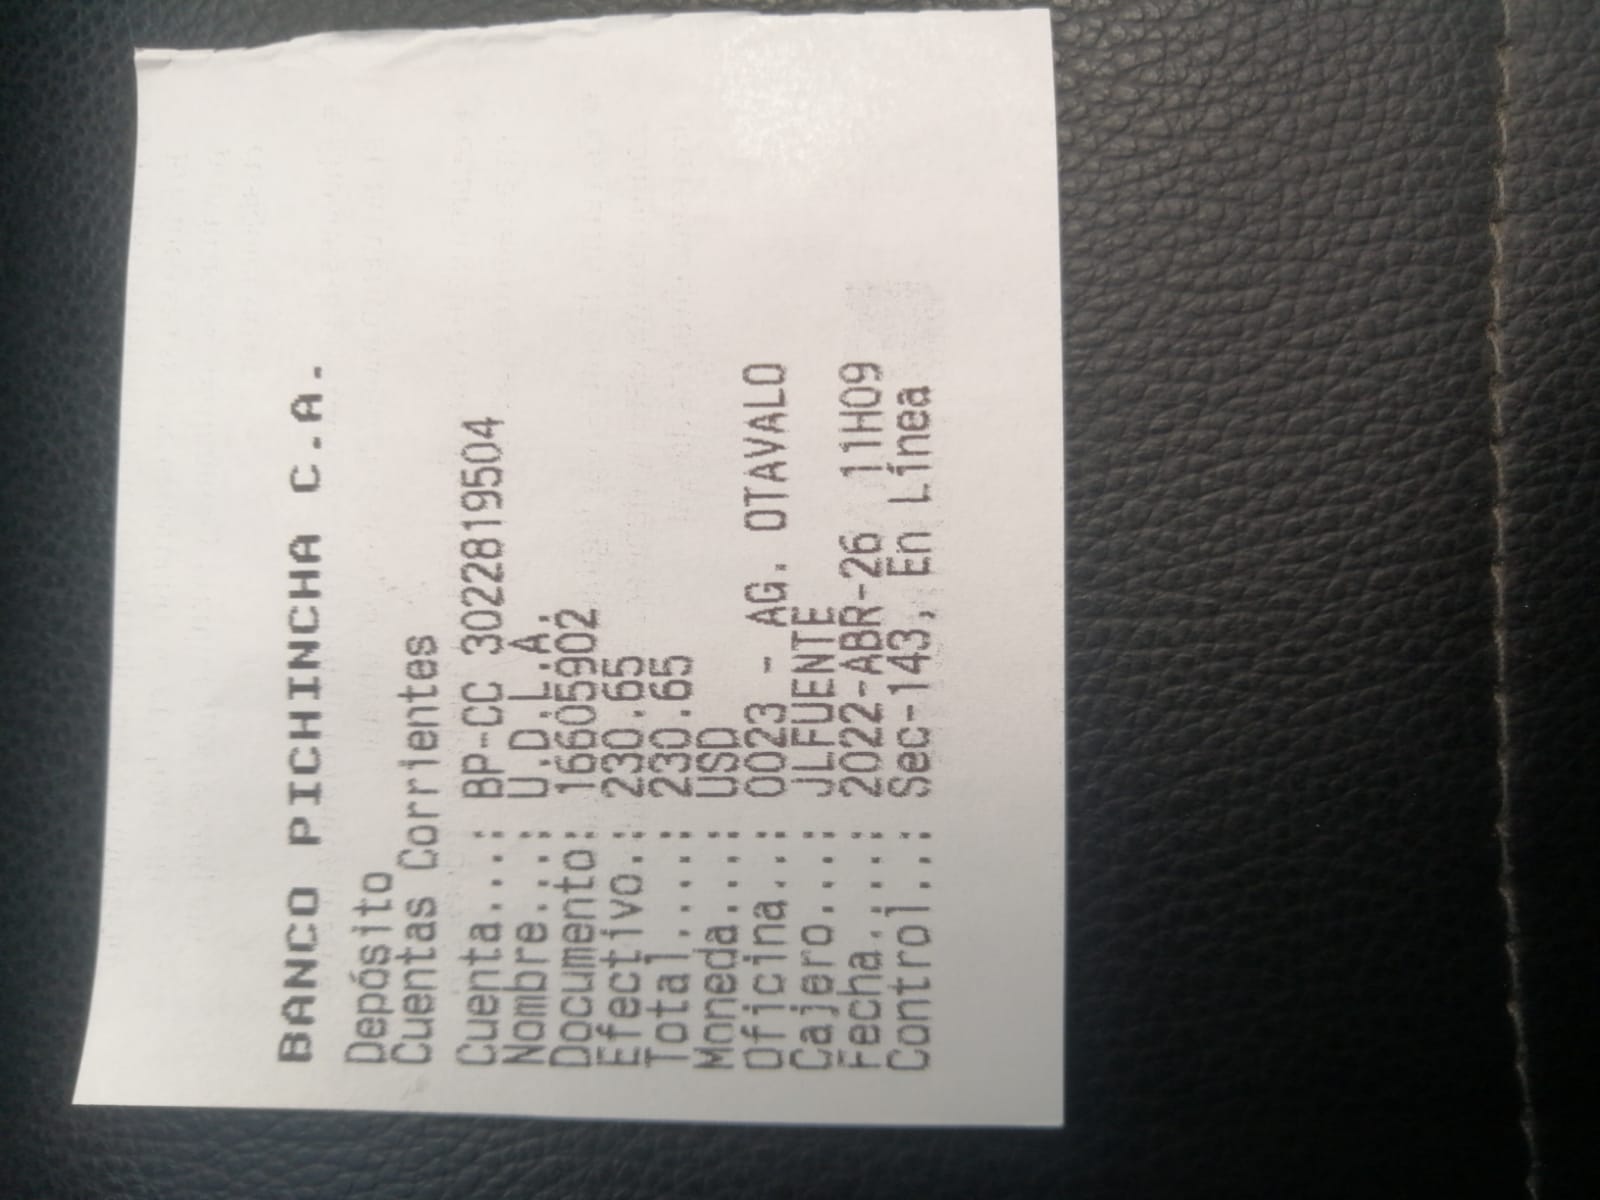 BANCO PICHINCHA C.A.
Depósito
Cuentas Corrientes
Cuenta...: BP-CC 3022819504
Nombre...: U.D.L.A.
Documento: 16605902
Efectivo.: 230.65
Total....: 230.65
Moneda...: USD
Oficina..: 0023 - AG. OTAVALO
Cajero...: JLFUENTE
Fecha....: 2022-ABR-26 11H09
Control..: Sec-143, En Línea